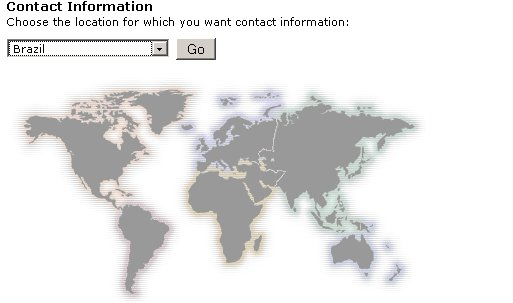 Contact Information
Choose the location for which you want contact information:
Brazil
Go